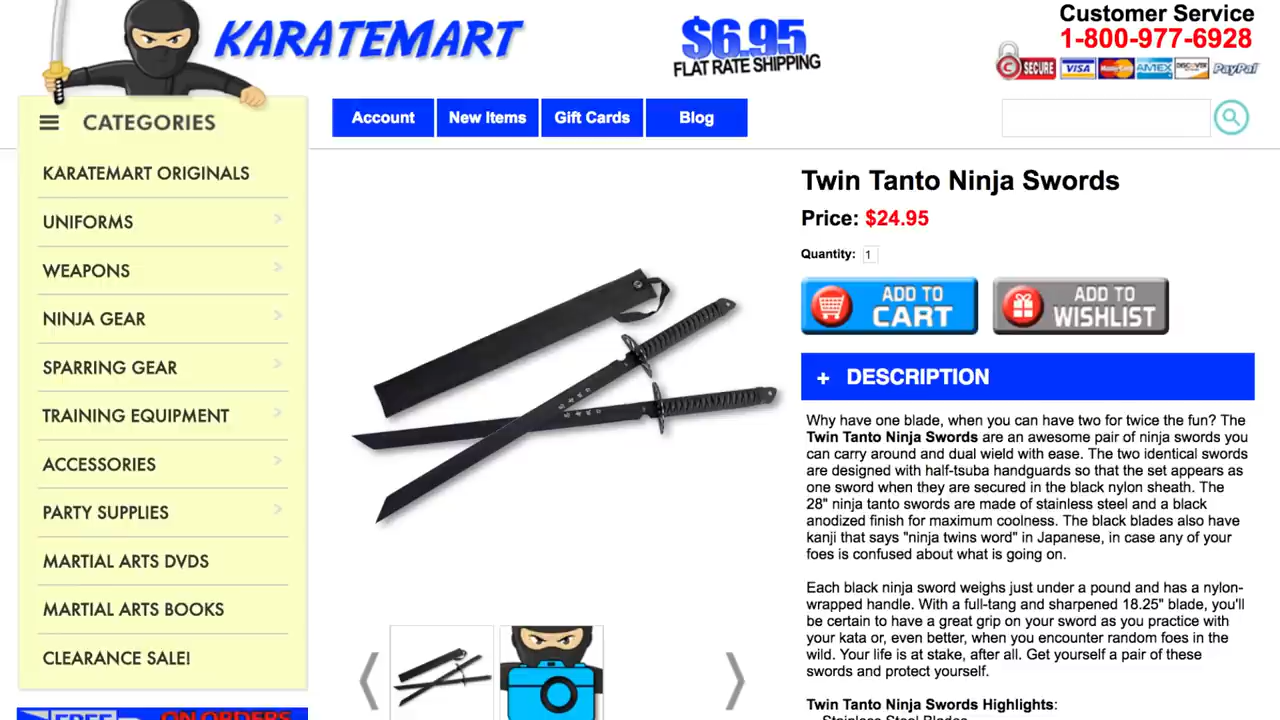 KARATEMART
$6.95
FLAT RATE SHIPPING
Customer Service
1-800-977-6928
SECURE VISA MasterCard AMEX DISCOVER PayPal
CATEGORIES
KARATEMART ORIGINALS
UNIFORMS
WEAPONS
NINJA GEAR
SPARRING GEAR
TRAINING EQUIPMENT
ACCESSORIES
PARTY SUPPLIES
MARTIAL ARTS DVDS
MARTIAL ARTS BOOKS
CLEARANCE SALE!
FREE ON ORDERS
Account New Items Gift Cards Blog
Twin Tanto Ninja Swords
Price: $24.95
Quantity: 1
ADD TO
CART
ADD TO
WISHLIST
+ DESCRIPTION
Why have one blade, when you can have two for twice the fun? The
Twin Tanto Ninja Swords are an awesome pair of ninja swords you
can carry around and dual wield with ease. The two identical swords
are designed with half-tsuba handguards so that the set appears as
one sword when they are secured in the black nylon sheath. The
28" ninja tanto swords are made of stainless steel and a black
anodized finish for maximum coolness. The black blades also have
kanji that says "ninja twins word" in Japanese, in case any of your
foes is confused about what is going on.
Each black ninja sword weighs just under a pound and has a nylon-
wrapped handle. With a full-tang and sharpened 18.25" blade, you'll
be certain to have a great grip on your sword as you practice with
your kata or, even better, when you encounter random foes in the
wild. Your life is at stake, after all. Get yourself a pair of these
swords and protect yourself.
Twin Tanto Ninja Swords Highlights:
Stainless Steel Blades